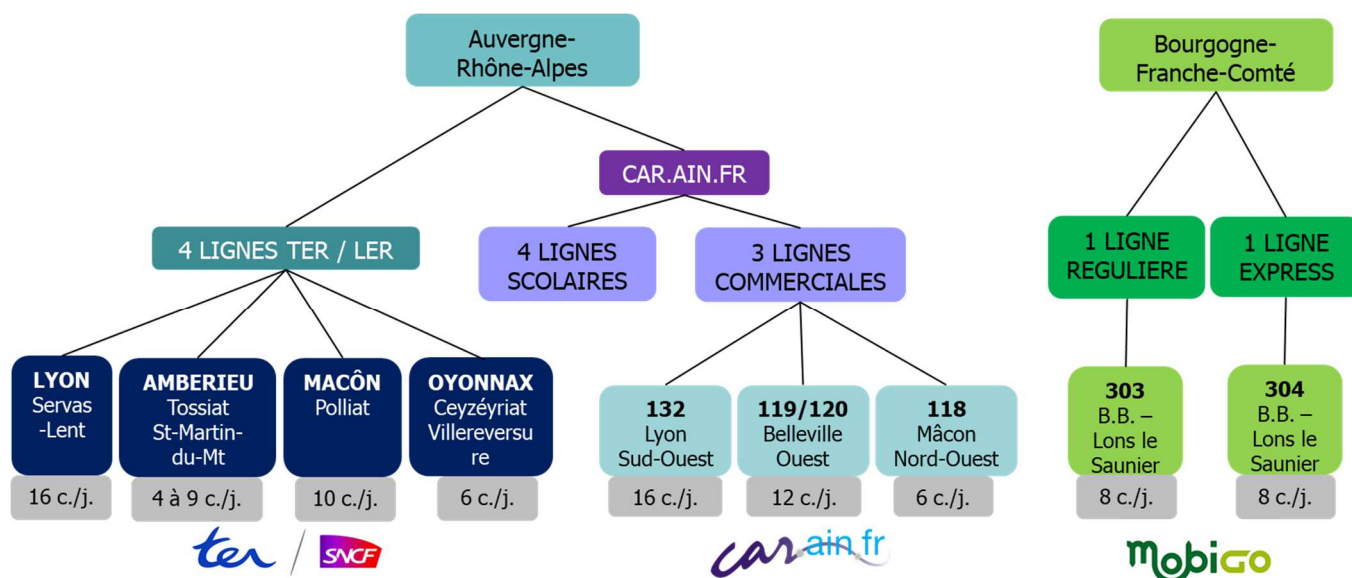 Auvergne-
Rhône-Alpes
Bourgogne-
Franche-Comté
CAR.AIN.FR
4 LIGNES TER / LER
4 LIGNES
SCOLAIRES
3 LIGNES
COMMERCIALES
1 LIGNE
REGULIERE
1 LIGNE
EXPRESS
LYON
Servas
-Lent
16 c./j.
AMBERIEU
Tossiat
St-Martin-
du-Mt
4 à 9 c./j.
MACÔN
Polliat
10 c./j.
OYONNAX
Ceyzéyriat
Villereversu
re
6 c./j.
132
Lyon
Sud-Ouest
16 c./j.
119/120
Belleville
Ouest
12 c./j.
118
Mâcon
Nord-Ouest
6 c./j.
303
B.B. –
Lons le
Saunier
8 c./j.
304
B.B. –
Lons le
Saunier
8 c./j.
ter
SNCF
car.ain.fr
mobiGO